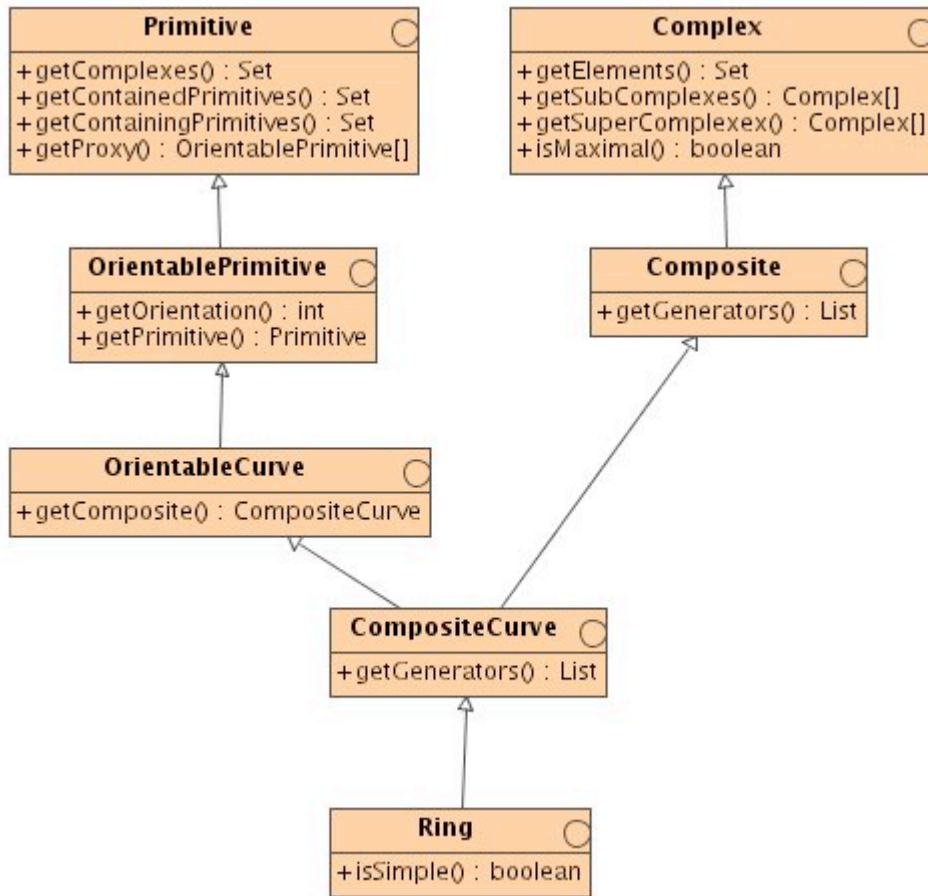 Primitive
+getComplexes() : Set
+getContainedPrimitives() : Set
+getContainingPrimitives() : Set
+getProxy() : OrientablePrimitive[]
Complex
+getElements() : Set
+getSubComplexes() : Complex[]
+getSuperComplexex() : Complex[]
+isMaximal() : boolean
OrientablePrimitive
+getOrientation() : int
+getPrimitive() : Primitive
Composite
+getGenerators() : List
OrientableCurve
+getComposite() : CompositeCurve
CompositeCurve
+getGenerators() : List
Ring
+isSimple() : boolean